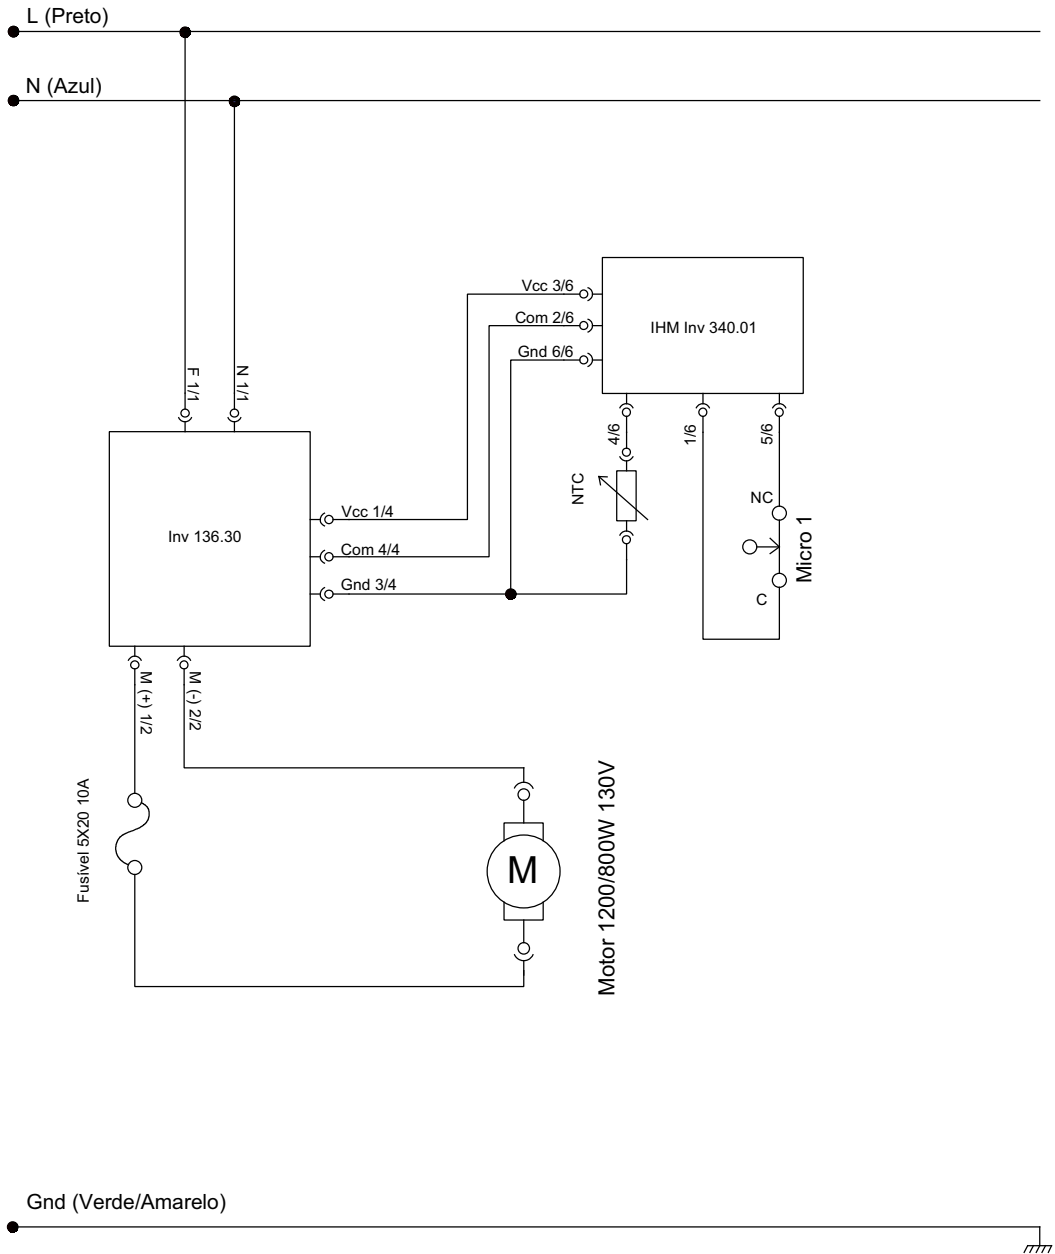 L (Preto)
N (Azul)
F 1/1
N 1/1
Vcc 3/6
Com 2/6
Gnd 6/6
IHM Inv 340.01
4/6
1/6
5/6
NTC
NC
Micro 1
C
Inv 136.30
Vcc 1/4
Com 4/4
Gnd 3/4
M (+) 1/2
M (-) 2/2
Fusível 5X20 10A
M
Motor 1200/800W 130V
Gnd (Verde/Amarelo)